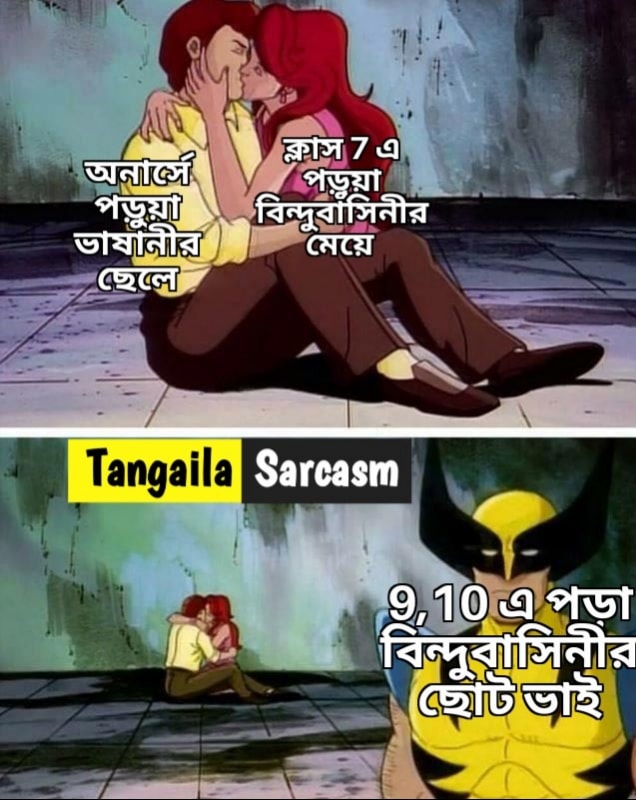 অনার্সে
পড়ুয়া
ভাষানীর
ছেলে
ক্লাস 7 এ
পড়ুয়া
বিন্দুবাসিনীর
মেয়ে
Tangaila Sarcasm
9,10 এ পড়া
বিন্দুবাসিনীর
ছোট ভাই